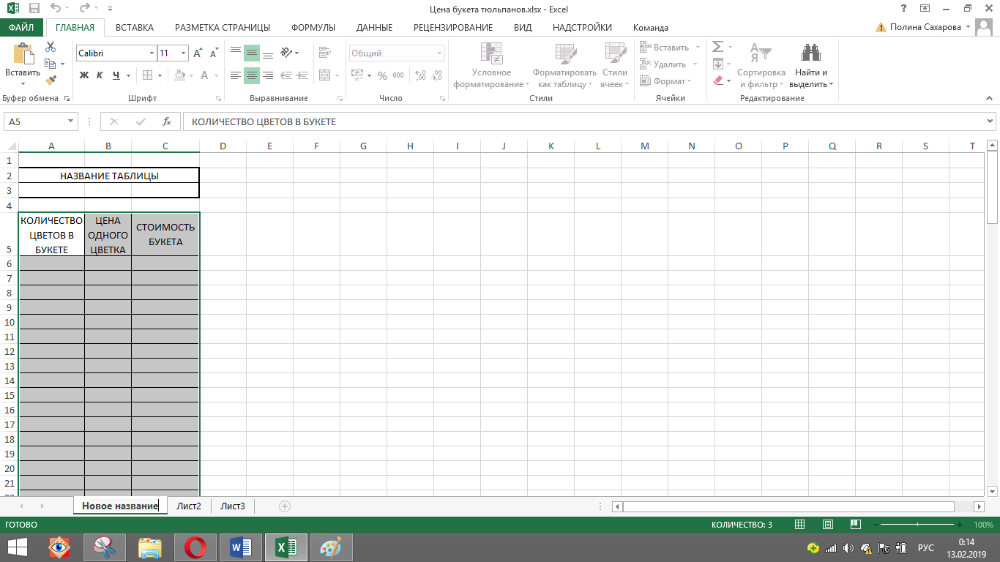 Цена букета тюльпанов.xlsx - Excel
?
ФАЙЛ ГЛАВНАЯ ВСТАВКА РАЗМЕТКА СТРАНИЦЫ ФОРМУЛЫ ДАННЫЕ РЕЦЕНЗИРОВАНИЕ ВИД НАДСТРОЙКИ Команда Полина Сахарова
Вставить
Буфер обмена
Calibri 11
Ж К Ч А
Шрифт
Выравнивание
Общий
% 000
Число
Условное форматирование
Форматировать как таблицу
Стили ячеек
Стили
Вставить
Удалить
Формат
Ячейки
Сортировка и фильтр
Найти и выделить
Редактирование
A5 fx КОЛИЧЕСТВО ЦВЕТОВ В БУКЕТЕ
A B C D E F G H I J K L M N O P Q R S T
1
2 НАЗВАНИЕ ТАБЛИЦЫ
3
4
КОЛИЧЕСТВО ЦВЕТОВ В БУКЕТЕ
ЦЕНА ОДНОГО ЦВЕТКА
СТОИМОСТЬ БУКЕТА
5
6
7
8
9
10
11
12
13
14
15
16
17
18
19
20
21
Новое название Лист2 Лист3
ГОТОВО КОЛИЧЕСТВО: 3 100%
РУС
0:14
13.02.2019